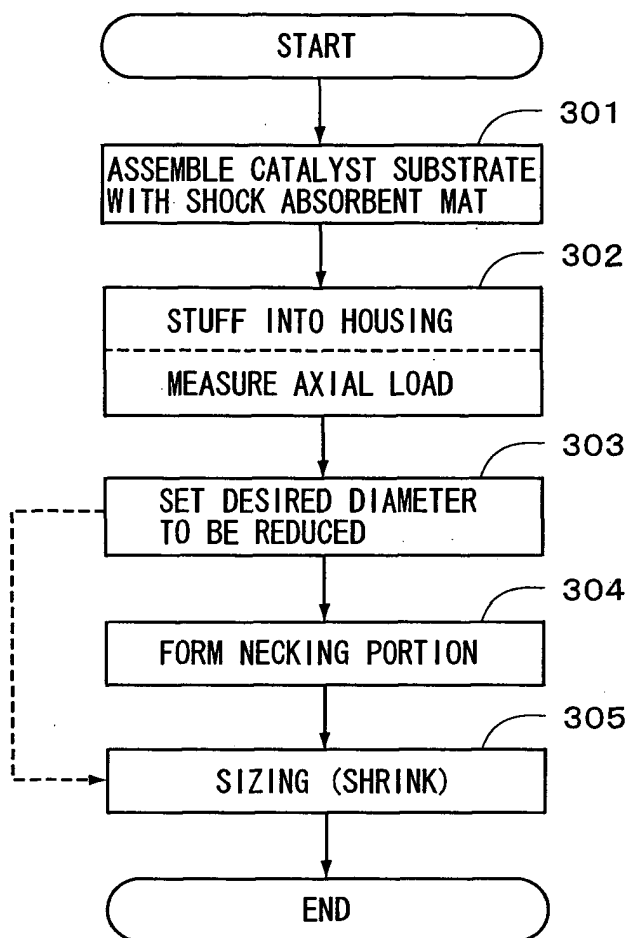 START
301
ASSEMBLE CATALYST SUBSTRATE
WITH SHOCK ABSORBENT MAT
302
STUFF INTO HOUSING
MEASURE AXIAL LOAD
303
SET DESIRED DIAMETER
TO BE REDUCED
304
FORM NECKING PORTION
305
SIZING (SHRINK)
END